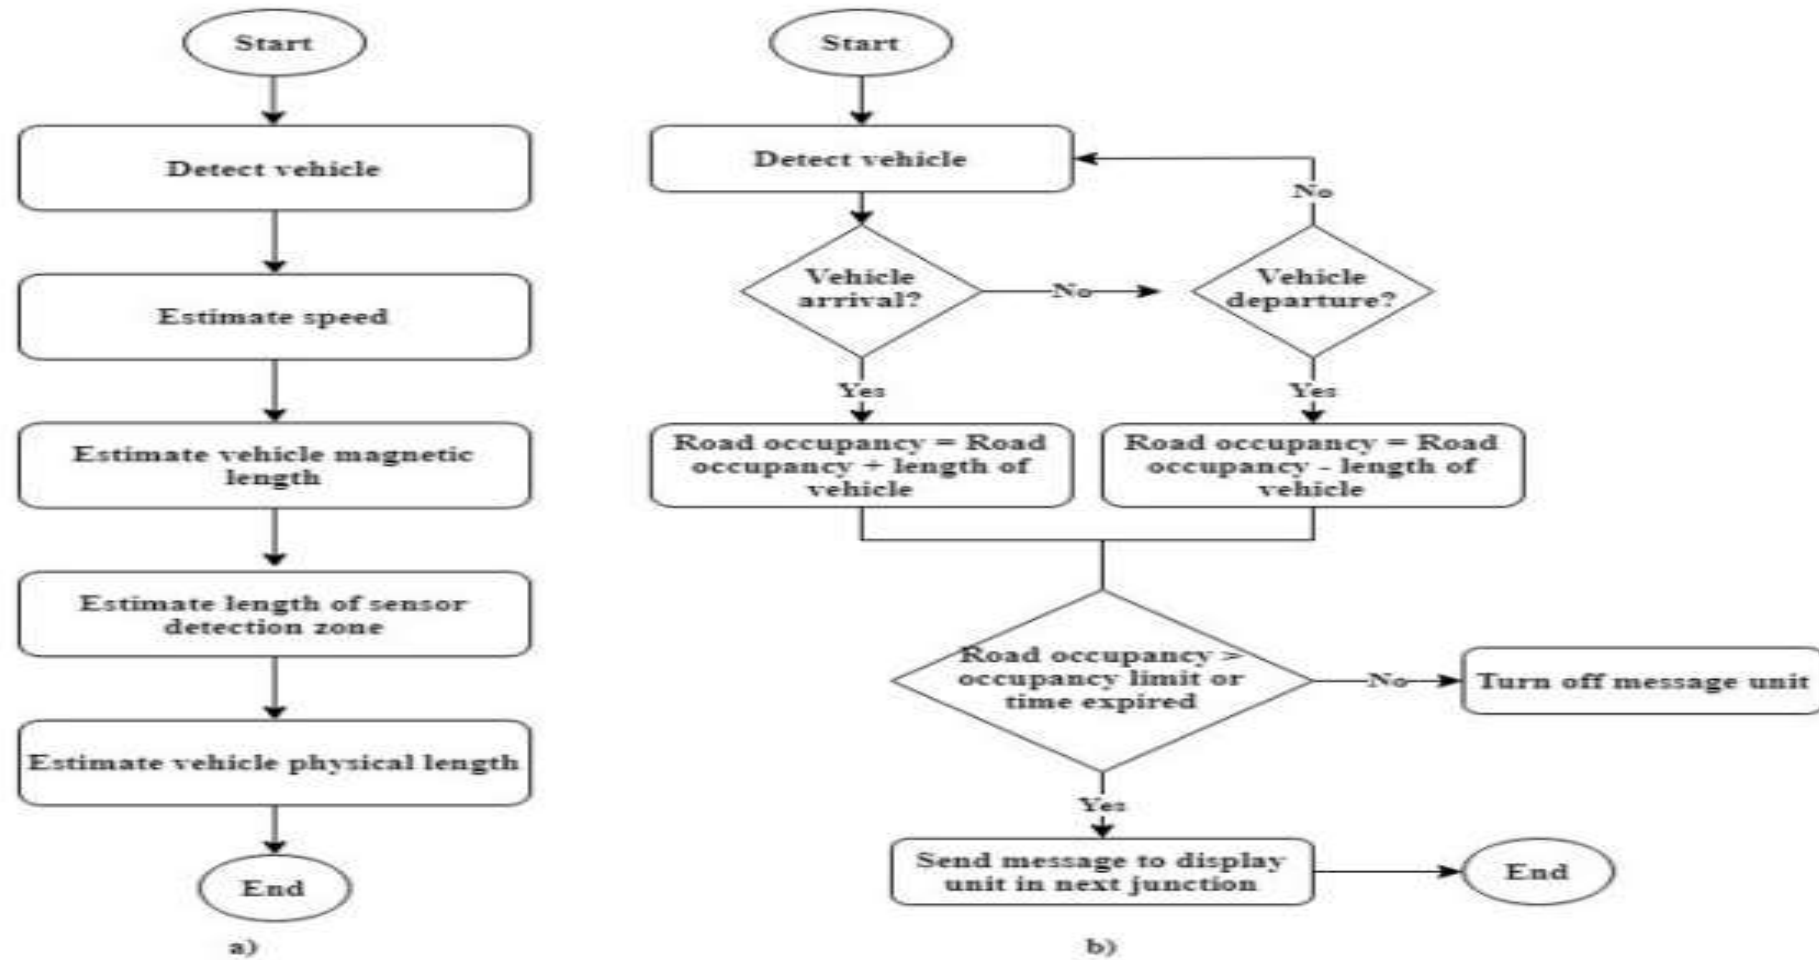 Start
Detect vehicle
Estimate speed
Estimate vehicle magnetic
length
Estimate length of sensor
detection zone
Estimate vehicle physical length
End
a)
Start
Detect vehicle
No
Vehicle
arrival?
No
Vehicle
departure?
Yes
Yes
Road occupancy = Road
occupancy + length of
vehicle
Road occupancy = Road
occupancy - length of
vehicle
Road occupancy >
occupancy limit or
time expired
No
Turn off message unit
Yes
Send message to display
unit in next junction
End
b)